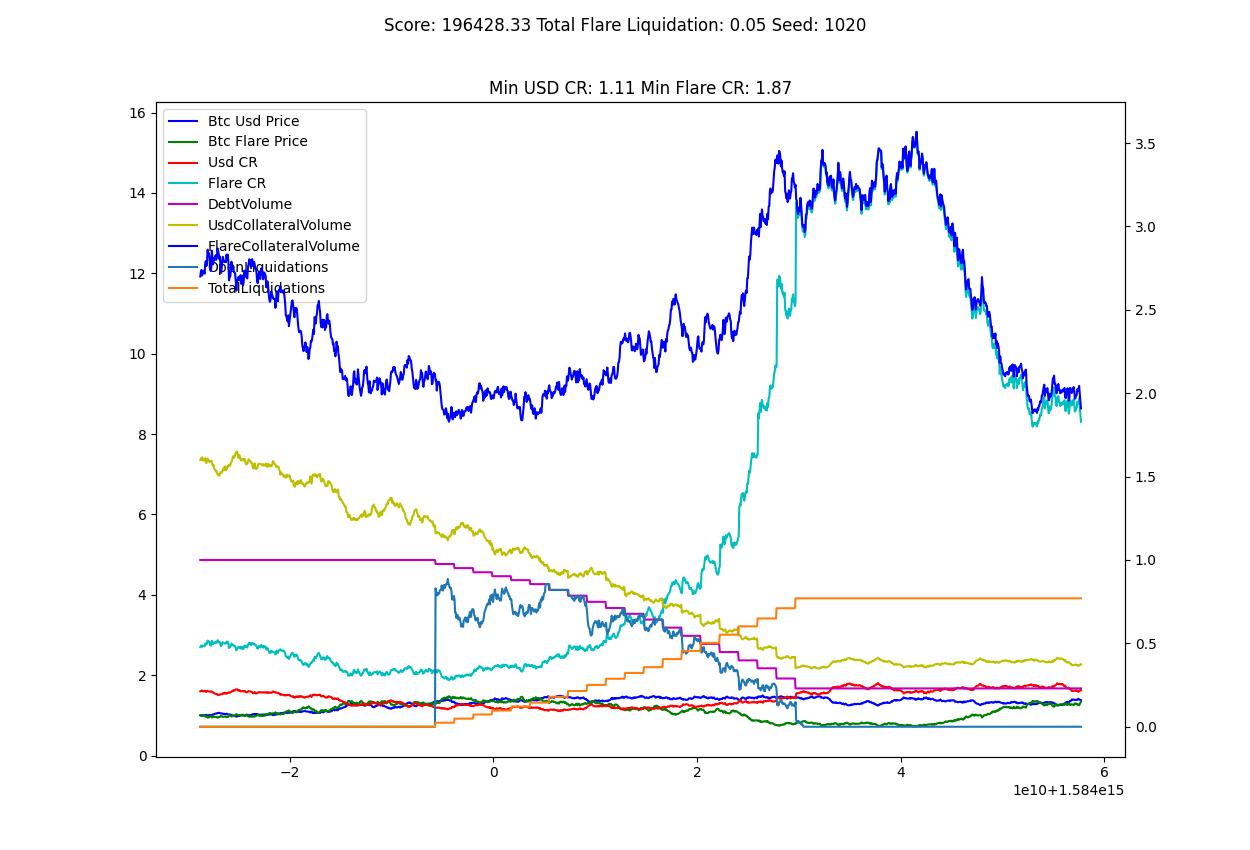 Score: 196428.33 Total Flare Liquidation: 0.05 Seed: 1020
Min USD CR: 1.11 Min Flare CR: 1.87
Btc Usd Price
Btc Flare Price
Usd CR
Flare CR
DebtVolume
UsdCollateralVolume
FlareCollateralVolume
OpenLiquidations
TotalLiquidations
16
14
12
10
8
6
4
2
0
3.5
3.0
2.5
2.0
1.5
1.0
0.5
0.0
−2
0
2
4
6
1e10+1.584e15